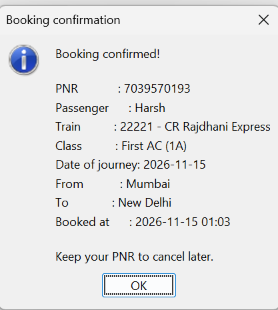 Booking confirmation
Booking confirmed!
PNR : 7039570193
Passenger : Harsh
Train : 22221 - CR Rajdhani Express
Class : First AC (1A)
Date of journey: 2026-11-15
From : Mumbai
To : New Delhi
Booked at : 2026-11-15 01:03
Keep your PNR to cancel later.
OK